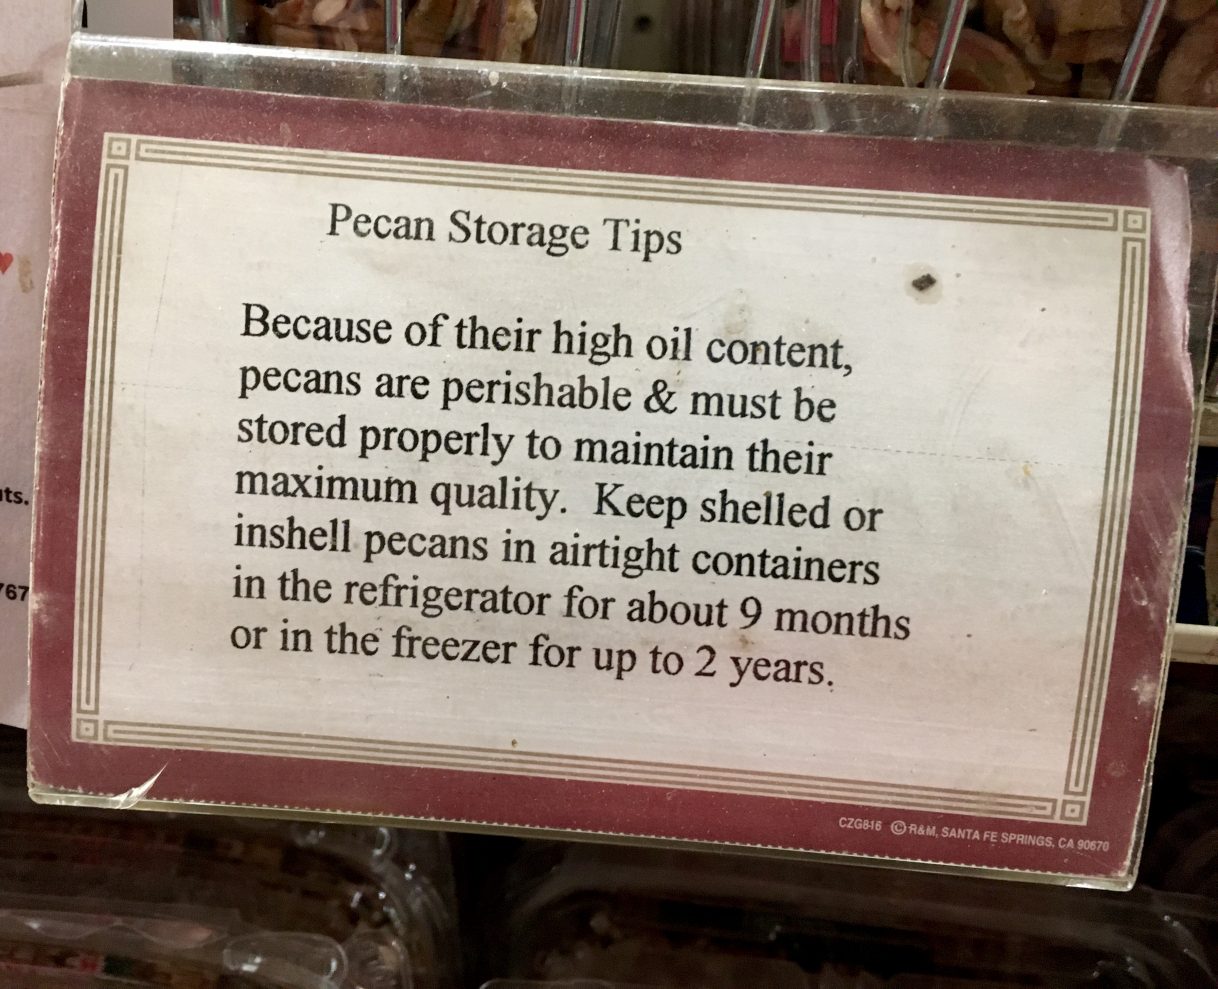 Pecan Storage Tips
Because of their high oil content,
pecans are perishable & must be
stored properly to maintain their
maximum quality.  Keep shelled or
inshell pecans in airtight containers
in the refrigerator for about 9 months
or in the freezer for up to 2 years.
CZG816 © R&M, SANTA FE SPRINGS, CA 90670
ts.
767